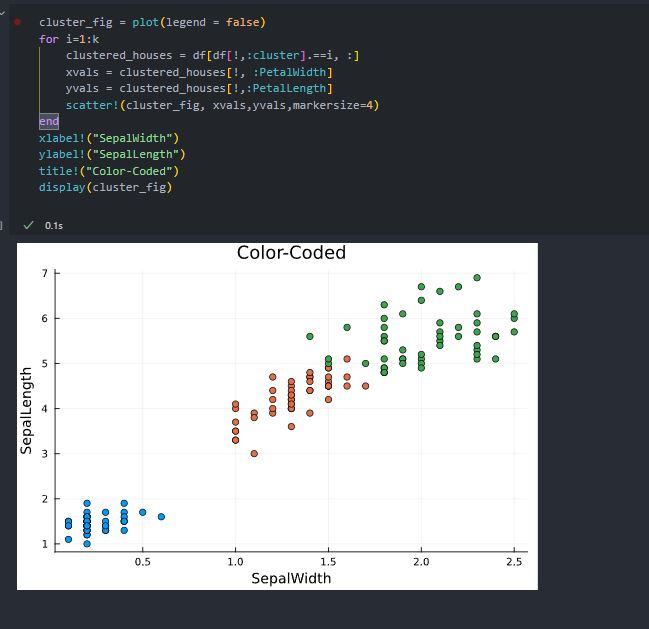 cluster_fig = plot(legend = false)
for i=1:k
clustered_houses = df[df[!,:cluster].==i, :]
xvals = clustered_houses[!, :PetalWidth]
yvals = clustered_houses[!,:PetalLength]
scatter!(cluster_fig, xvals,yvals,markersize=4)
end
xlabel!("SepalWidth")
ylabel!("SepalLength")
title!("Color-Coded")
display(cluster_fig)
]
0.1s
Color-Coded
7
6
5
4
3
2
1
SepalLength
0.5 1.0 1.5 2.0 2.5
SepalWidth